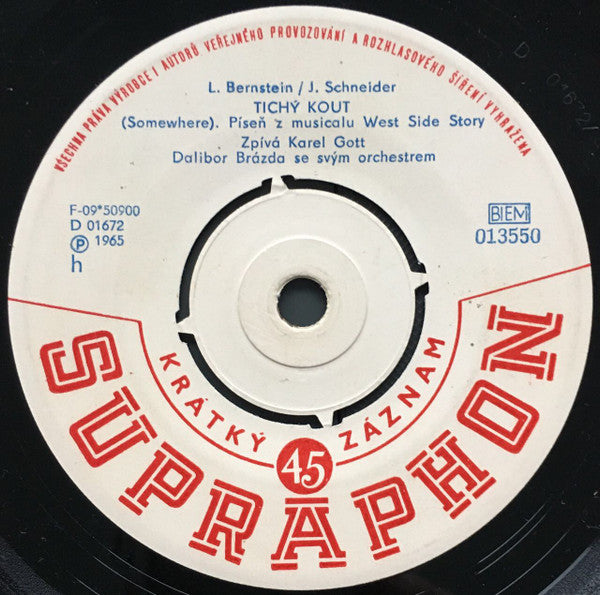 VŠECHNA PRÁVA VÝROBCE I AUTORŮ VEŘEJNÉHO PROVOZOVÁNÍ A ROZHLASOVÉHO ŠÍŘENÍ VYHRAŽENA
L. Bernstein / J. Schneider
TICHÝ KOUT
(Somewhere). Píseň z musicalu West Side Story
Zpívá Karel Gott
Dalibor Brázda se svým orchestrem
F-09*50900
D 01672
Ⓟ 1965
h
BIEM
013550
KRÁTKÝ 45 ZÁZNAM
SUPRAPHON